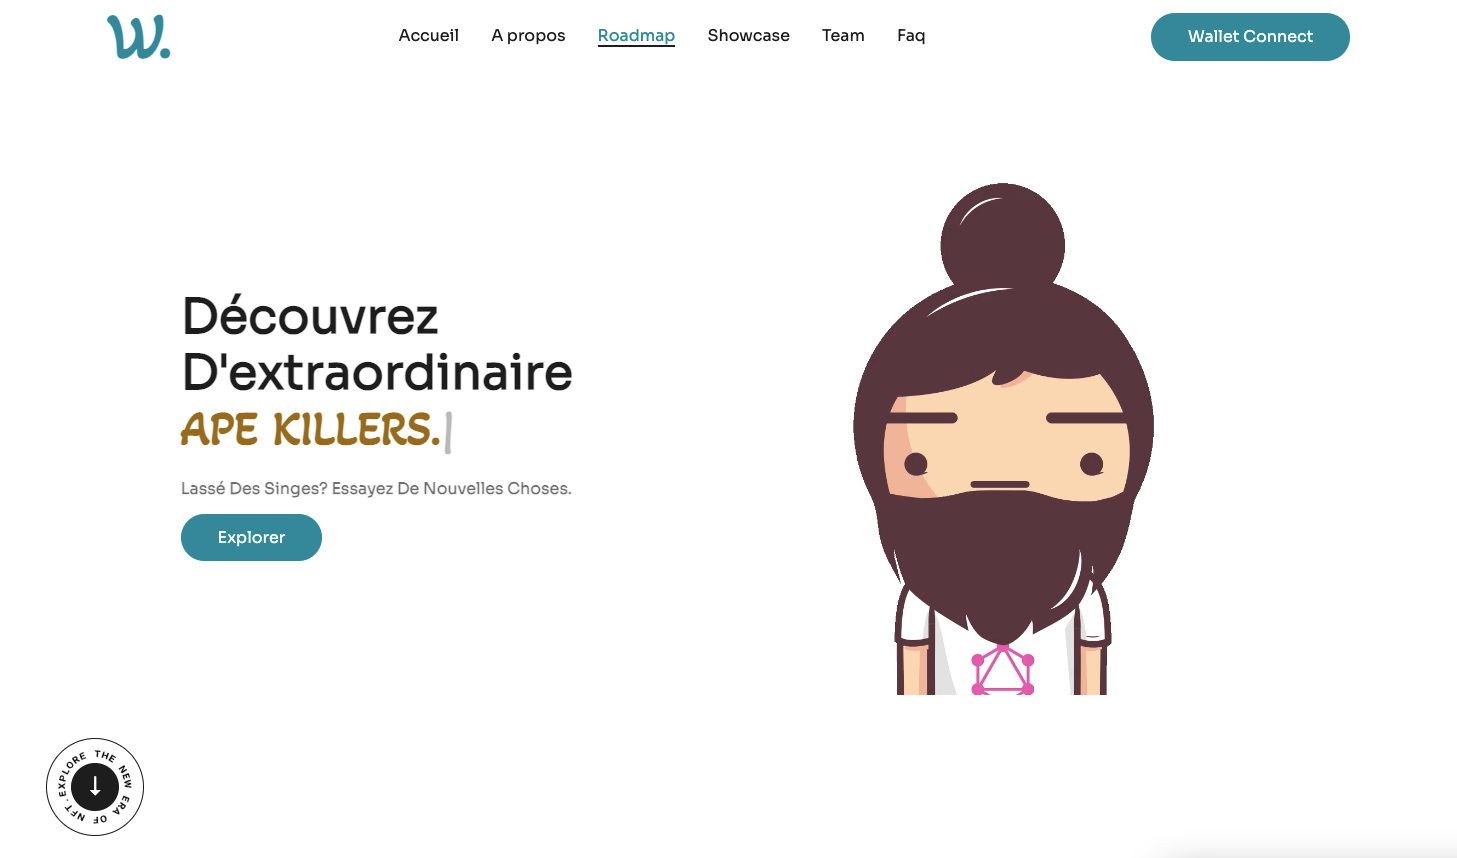 W.
Accueil
A propos
Roadmap
Showcase
Team
Faq
Wallet Connect
Découvrez
D'extraordinaire
APE KILLERS.
Lassé Des Singes? Essayez De Nouvelles Choses.
Explorer
EXPLORE THE NEW ERA OF NFT.